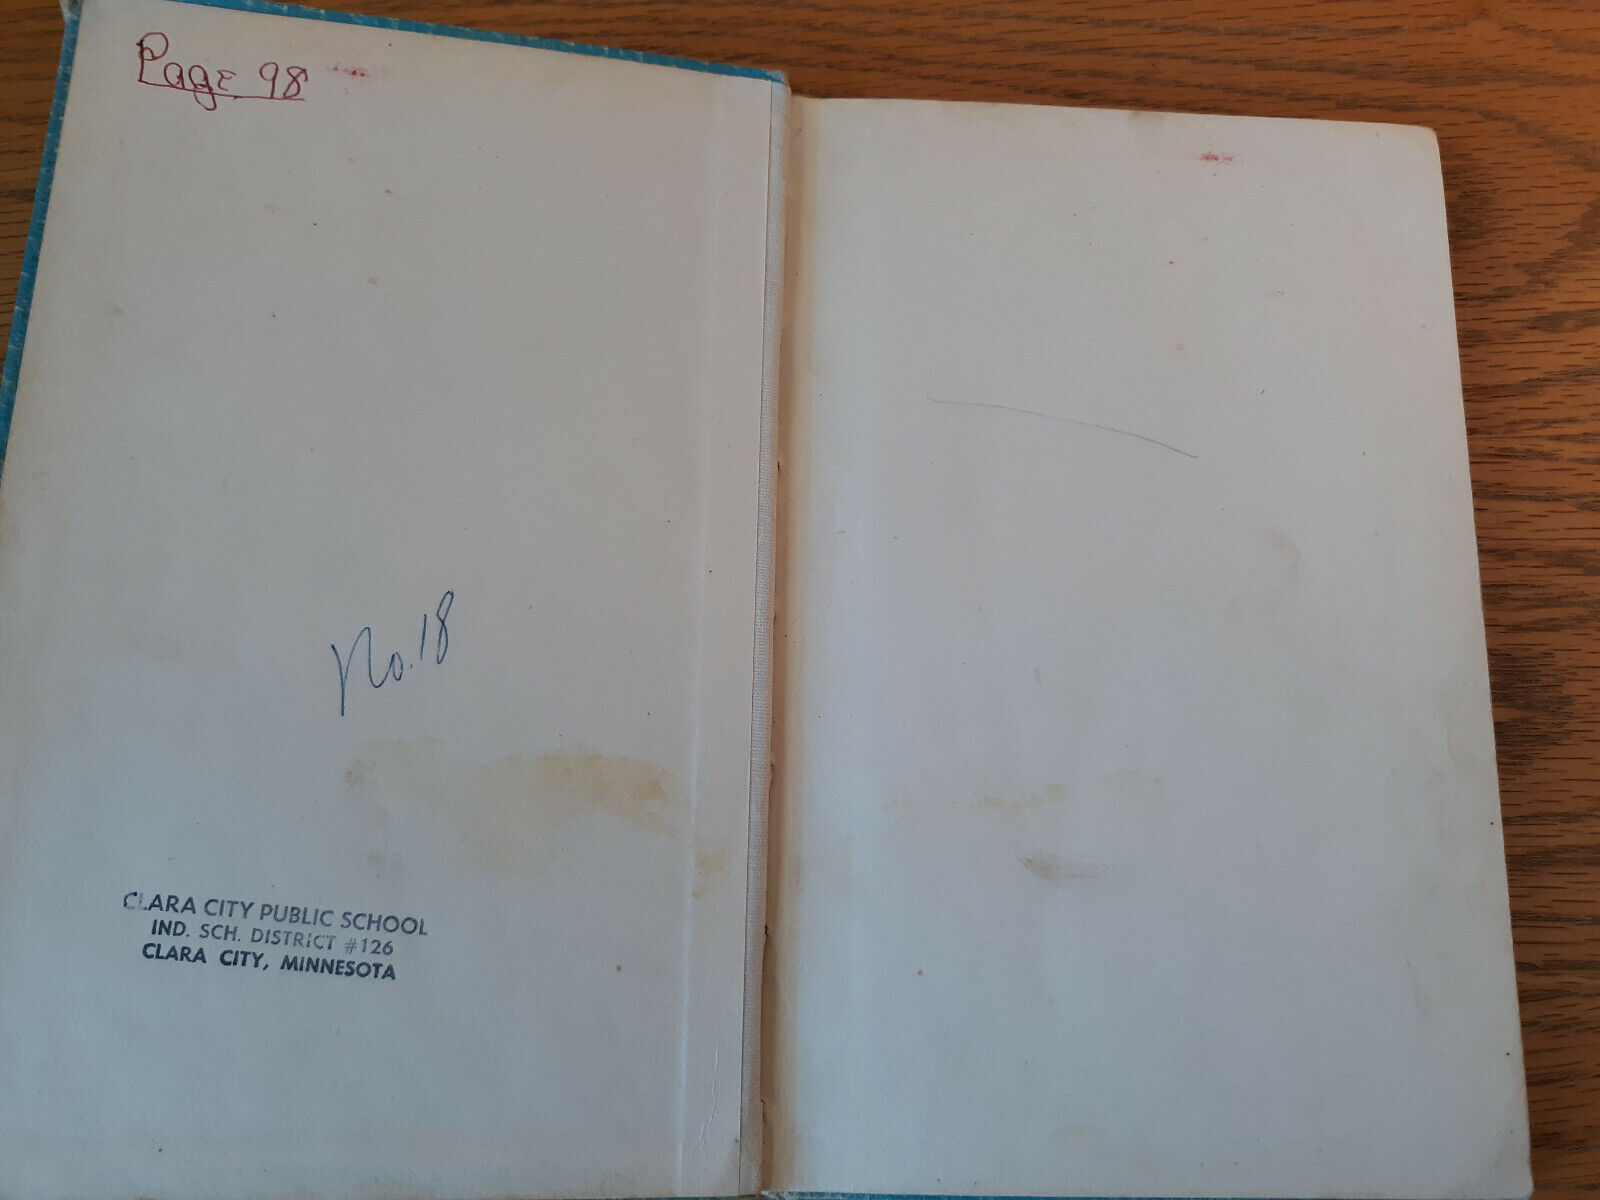 Page 98
No. 18
CLARA CITY PUBLIC SCHOOL
IND. SCH. DISTRICT #126
CLARA CITY, MINNESOTA